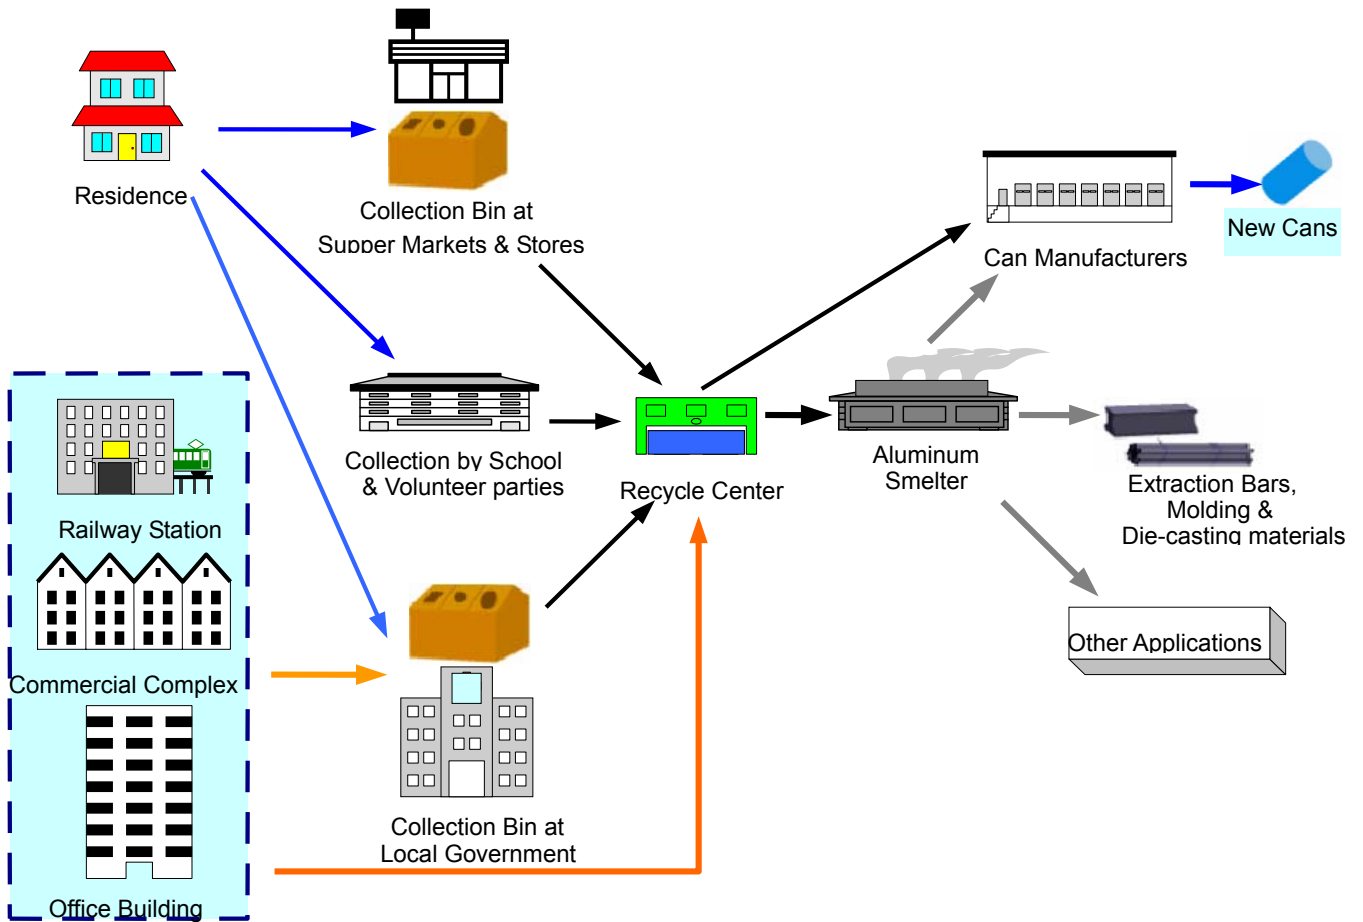 Residence
Collection Bin at
Supper Markets & Stores
Can Manufacturers
New Cans
Collection by School
& Volunteer parties
Recycle Center
Aluminum
Smelter
Extraction Bars,
Molding &
Die-casting materials
Railway Station
Commercial Complex
Office Building
Collection Bin at
Local Government
Other Applications